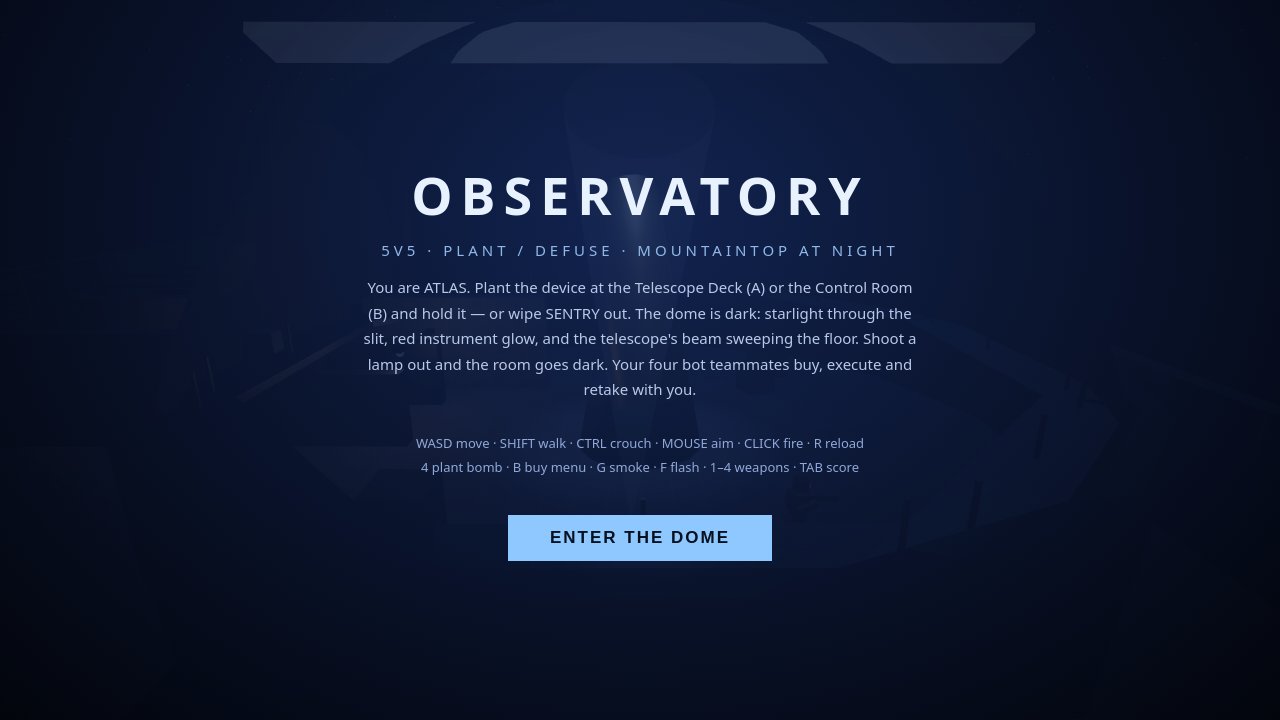 OBSERVATORY
5V5 · PLANT / DEFUSE · MOUNTAINTOP AT NIGHT
You are ATLAS. Plant the device at the Telescope Deck (A) or the Control Room
(B) and hold it — or wipe SENTRY out. The dome is dark: starlight through the
slit, red instrument glow, and the telescope's beam sweeping the floor. Shoot a
lamp out and the room goes dark. Your four bot teammates buy, execute and
retake with you.
WASD move · SHIFT walk · CTRL crouch · MOUSE aim · CLICK fire · R reload
4 plant bomb · B buy menu · G smoke · F flash · 1–4 weapons · TAB score
ENTER THE DOME